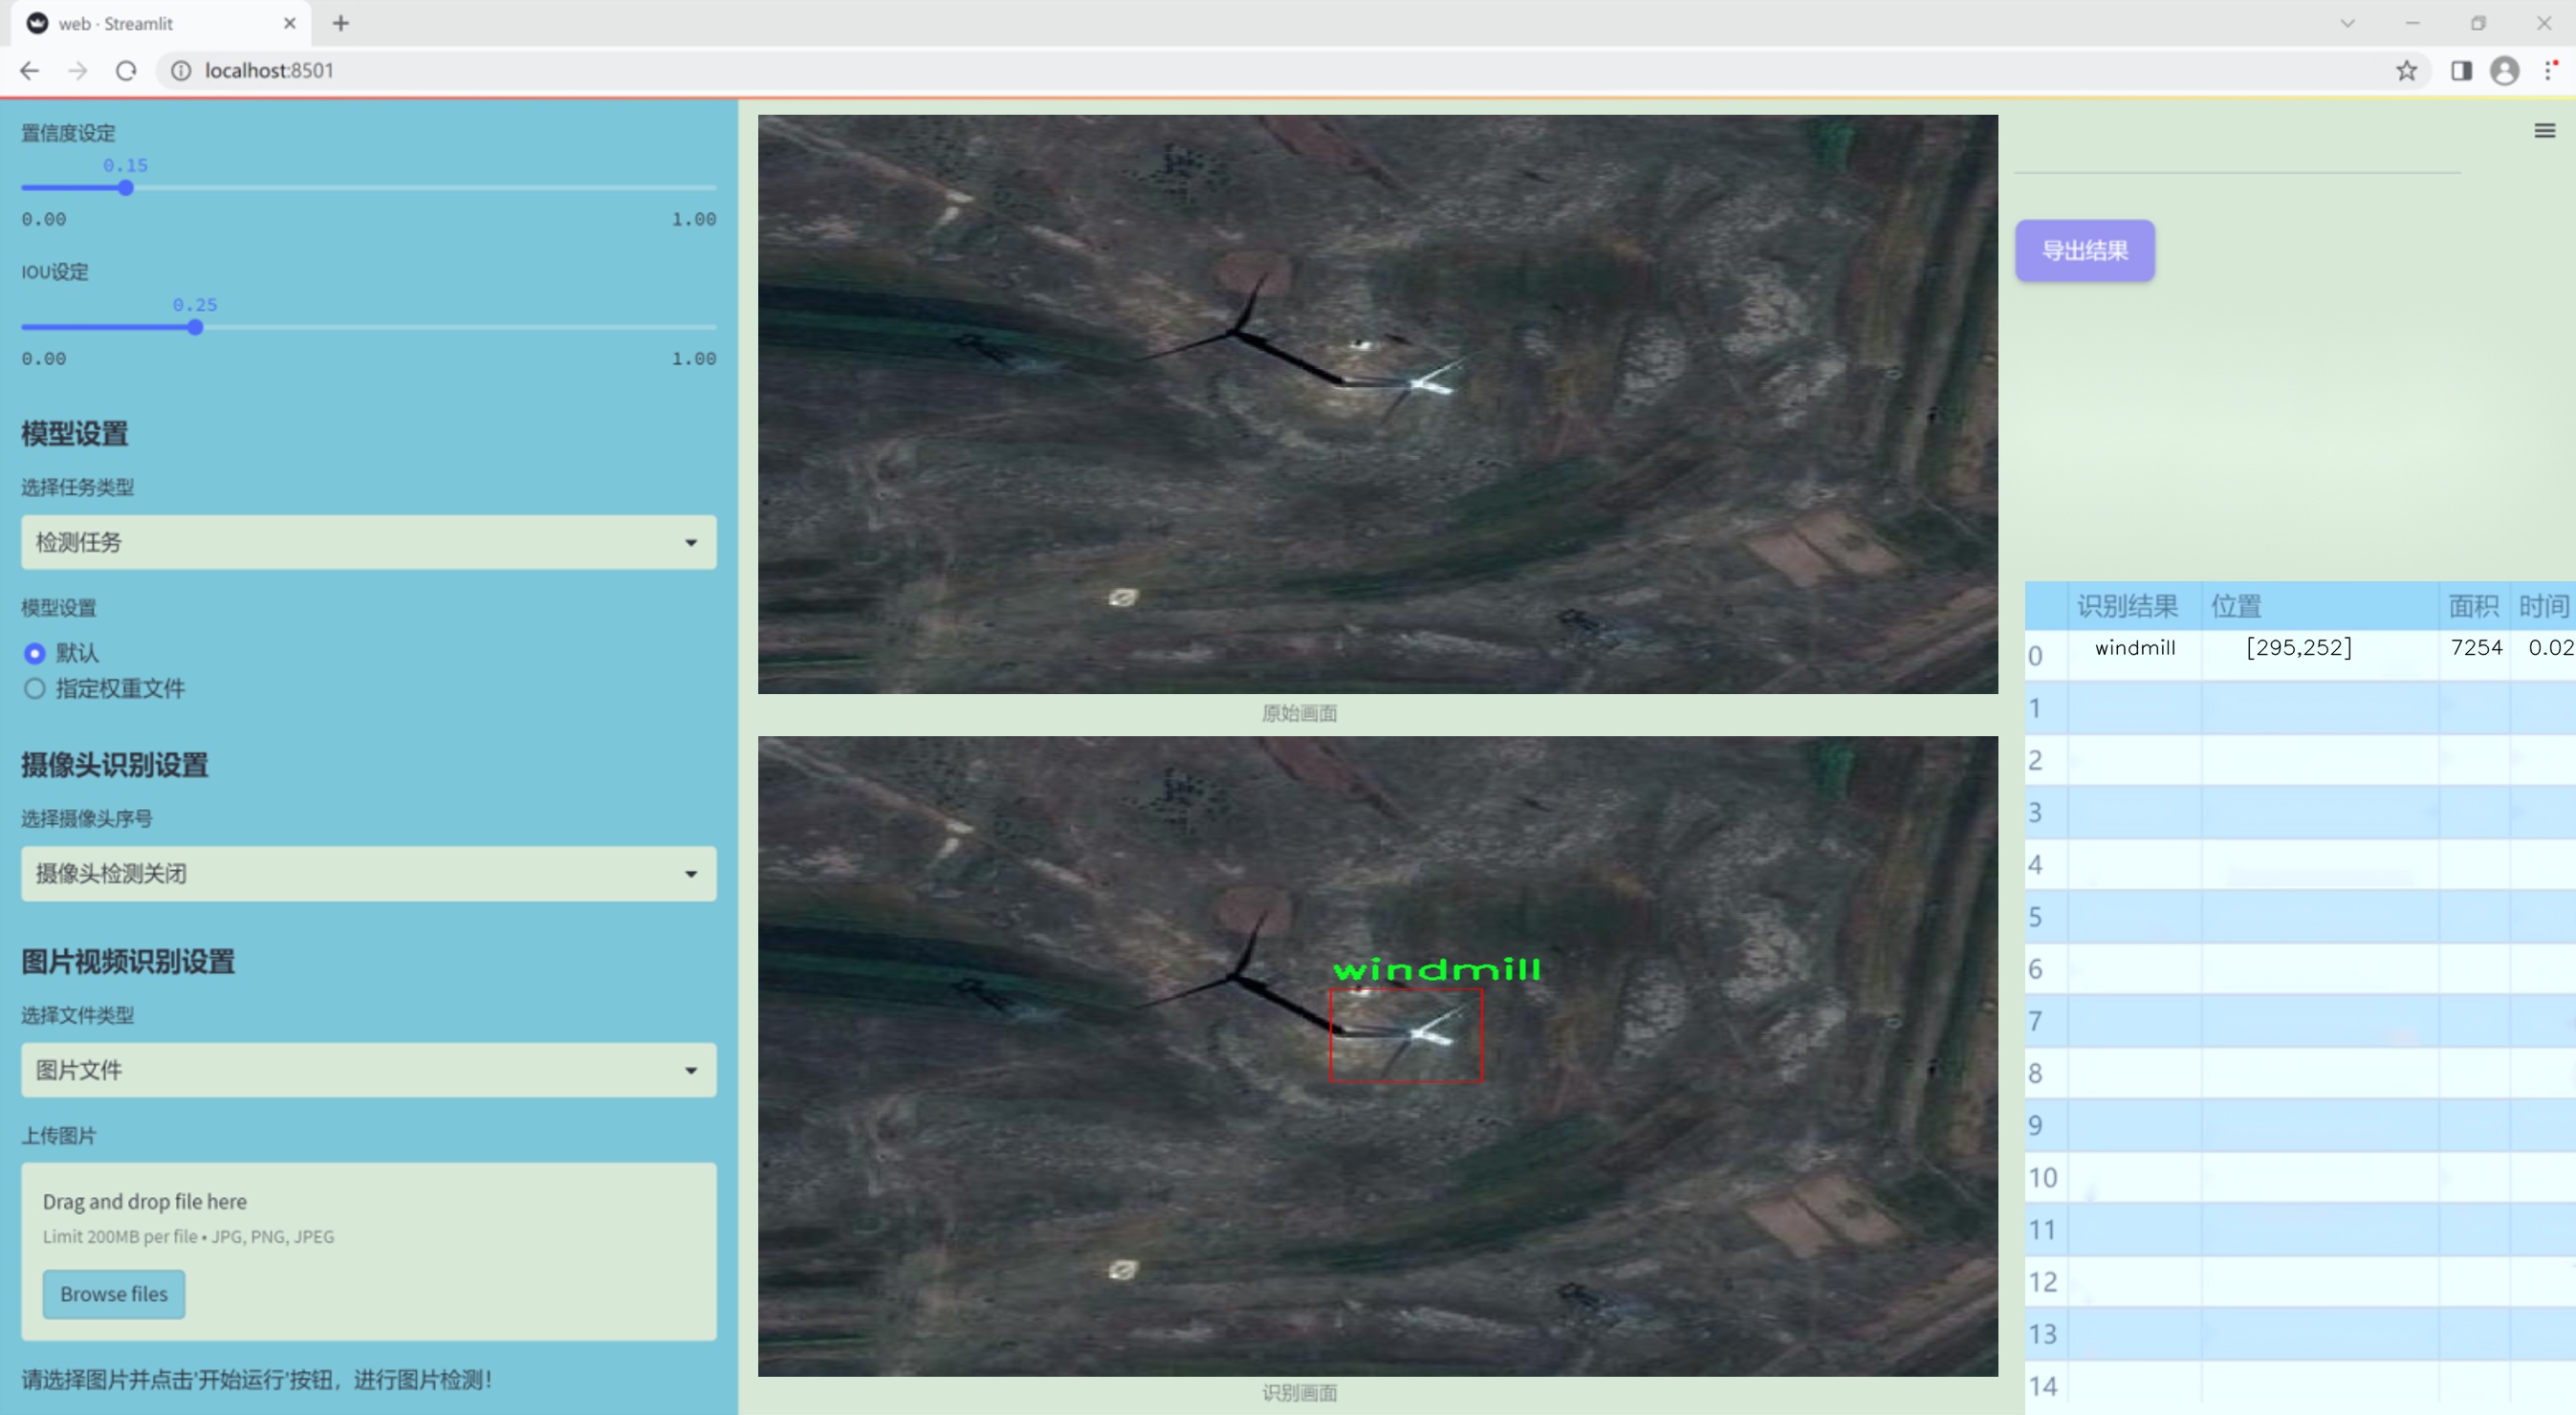 web · Streamlit
localhost:8501
置信度设定
0.15
0.00 1.00
IOU设定
0.25
0.00 1.00
模型设置
选择任务类型
检测任务
模型设置
默认
指定权重文件
摄像头识别设置
选择摄像头序号
摄像头检测关闭
图片视频识别设置
选择文件类型
图片文件
上传图片
Drag and drop file here
Limit 200MB per file • JPG, PNG, JPEG
Browse files
请选择图片并点击'开始运行'按钮，进行图片检测！
原始画面
windmill
识别画面
导出结果
识别结果 位置 面积 时间
0 windmill [295,252] 7254 0.02
1
2
3
4
5
6
7
8
9
10
11
12
13
14